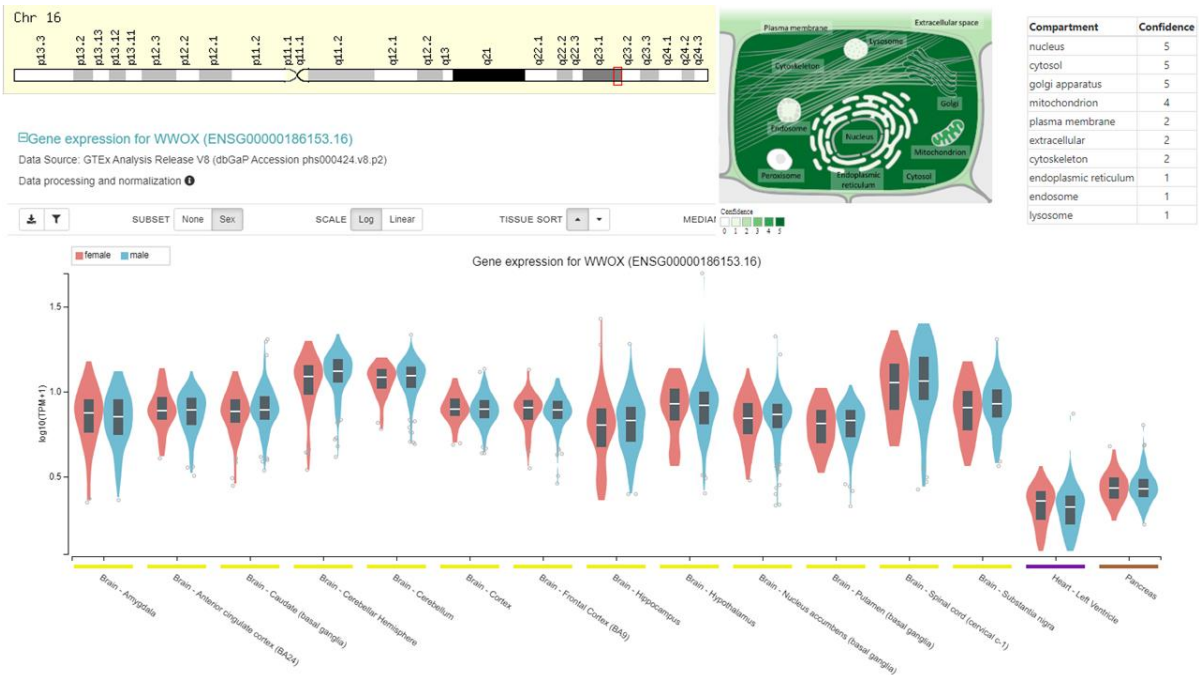 Chr 16
p13.3
p13.2
p13.13
p13.12
p13.11
p12.3
p12.2
p12.1
p11.2
p11.1
q11.1
q11.2
q12.1
q12.2
q13
q21
q22.1
q22.2
q22.3
q23.1
q23.2
q23.3
q24.1
q24.2
q24.3
Plasma membrane
Extracellular space
Lysosome
Cytoskeleton
Golgi
Endosome
Nucleus
Mitochondrion
Peroxisome
Endoplasmic
reticulum
Cytosol
Confidence
0 1 2 3 4 5
Compartment Confidence
nucleus 5
cytosol 5
golgi apparatus 5
mitochondrion 4
plasma membrane 2
extracellular 2
cytoskeleton 2
endoplasmic reticulum 1
endosome 1
lysosome 1
Gene expression for WWOX (ENSG00000186153.16)
Data Source: GTEx Analysis Release V8 (dbGaP Accession phs000424.v8.p2)
Data processing and normalization
SUBSET None Sex SCALE Log Linear TISSUE SORT MEDIAN
female male
Gene expression for WWOX (ENSG00000186153.16)
log10(TPM+1)
1.5
1.0
0.5
Brain - Amygdala
Brain - Anterior cingulate cortex (BA24)
Brain - Caudate (basal ganglia)
Brain - Cerebellar Hemisphere
Brain - Cerebellum
Brain - Cortex
Brain - Frontal Cortex (BA9)
Brain - Hippocampus
Brain - Hypothalamus
Brain - Nucleus accumbens (basal ganglia)
Brain - Putamen (basal ganglia)
Brain - Spinal cord (cervical c-1)
Brain - Substantia nigra
Heart - Left Ventricle
Pancreas